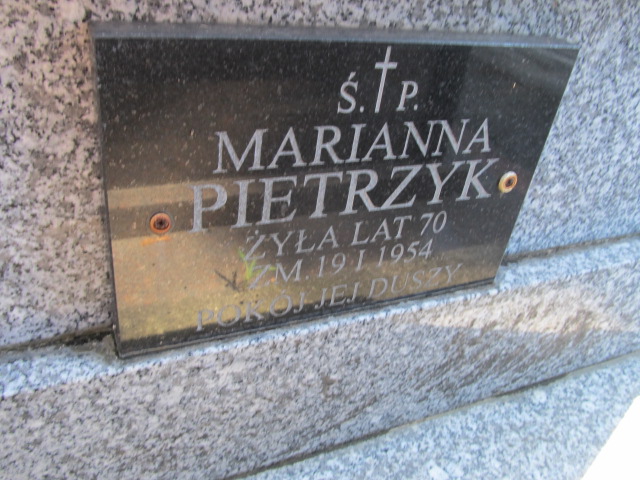 Ś. P.
MARIANNA
PIETRZYK
ŻYŁA LAT 70
ZM. 19 I 1954
POKÓJ JEJ DUSZY